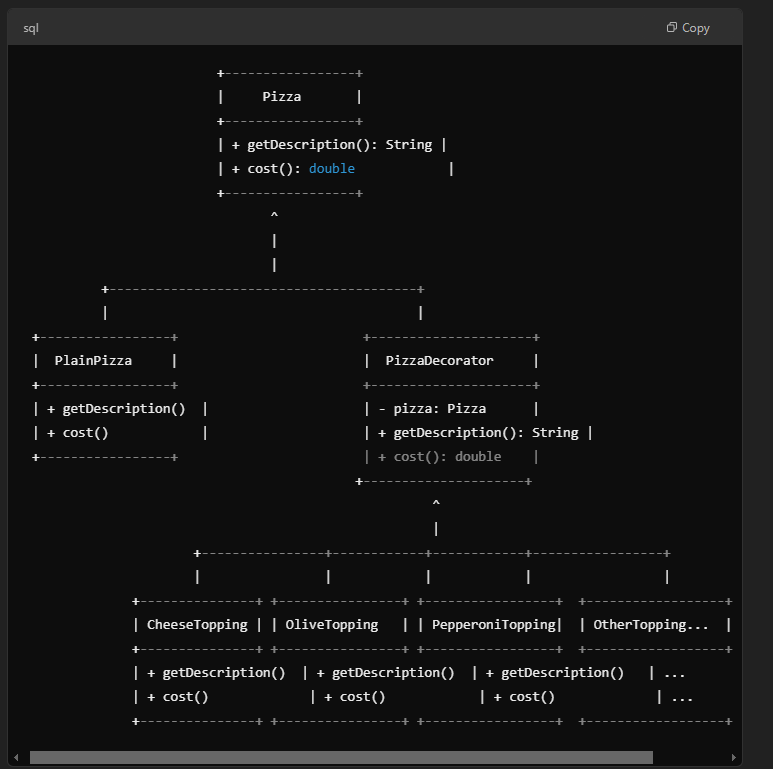 sql Copy
+-----------------+
|     Pizza       |
+-----------------+
| + getDescription(): String |
| + cost(): double            |
+-----------------+
^
|
|
+----------------------------------------+
|                                        |
+-----------------+                        +---------------------+
|  PlainPizza     |                        |  PizzaDecorator     |
+-----------------+                        +---------------------+
| + getDescription()  |                    | - pizza: Pizza      |
| + cost()            |                    | + getDescription(): String |
+-----------------+                        | + cost(): double    |
+---------------------+
^
|
+----------------+------------+------------+-----------------+
|                |            |            |                 |
+---------------+ +----------------+ +-----------------+  +------------------+
| CheeseTopping | | OliveTopping   | | PepperoniTopping|  | OtherTopping...  |
+---------------+ +----------------+ +-----------------+  +------------------+
| + getDescription()  | + getDescription()  | + getDescription()   | ...
| + cost()             | + cost()            | + cost()             | ...
+---------------+ +----------------+ +-----------------+  +------------------+